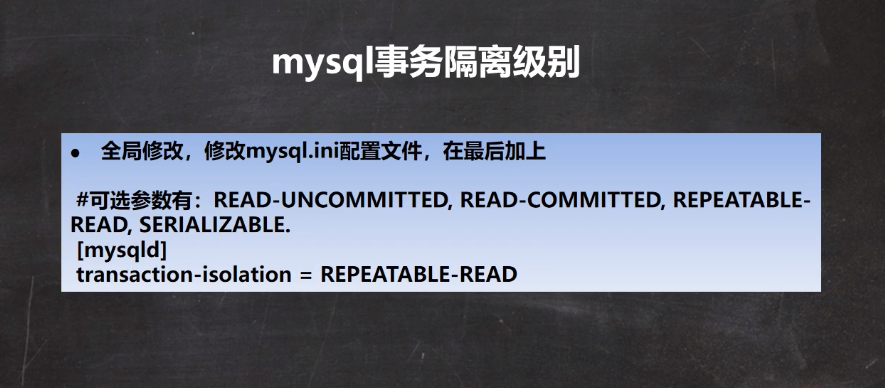 mysql事务隔离级别
● 全局修改，修改mysql.ini配置文件，在最后加上
#可选参数有：READ-UNCOMMITTED, READ-COMMITTED, REPEATABLE-
READ, SERIALIZABLE.
[mysqld]
transaction-isolation = REPEATABLE-READ